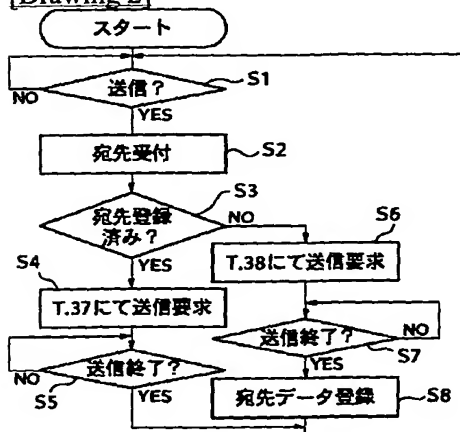 [Drawing 2]
スタート
送信？
S1
NO
YES
宛先受付
S2
宛先登録
済み？
S3
NO
YES
S4
T.37にて送信要求
S6
T.38にて送信要求
送信終了？
NO
S5
YES
送信終了？
NO
S7
YES
宛先データ登録
S8